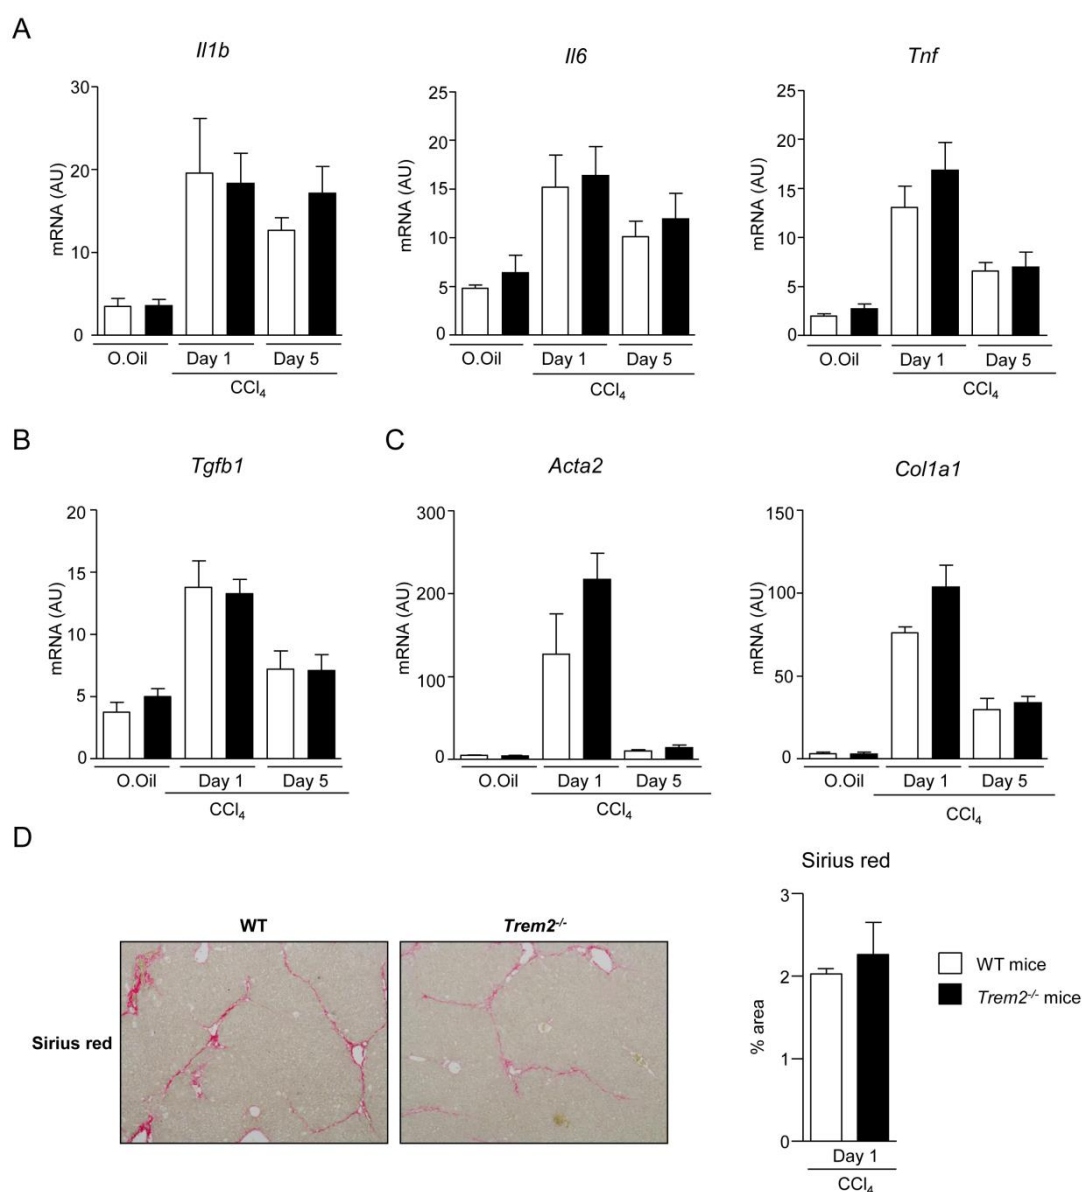 A
Il1b
Il6
Tnf
mRNA (AU)
30
20
10
0
O.Oil
Day 1
Day 5
CCl₄
mRNA (AU)
25
20
15
10
5
0
O.Oil
Day 1
Day 5
CCl₄
mRNA (AU)
25
20
15
10
5
0
O.Oil
Day 1
Day 5
CCl₄
B
Tgfb1
mRNA (AU)
20
15
10
5
0
O.Oil
Day 1
Day 5
CCl₄
C
Acta2
mRNA (AU)
300
200
100
0
O.Oil
Day 1
Day 5
CCl₄
Col1a1
mRNA (AU)
150
100
50
0
O.Oil
Day 1
Day 5
CCl₄
D
WT
Trem2-/-
Sirius red
Sirius red
% area
3
2
1
0
Day 1
CCl₄
WT mice
Trem2-/- mice